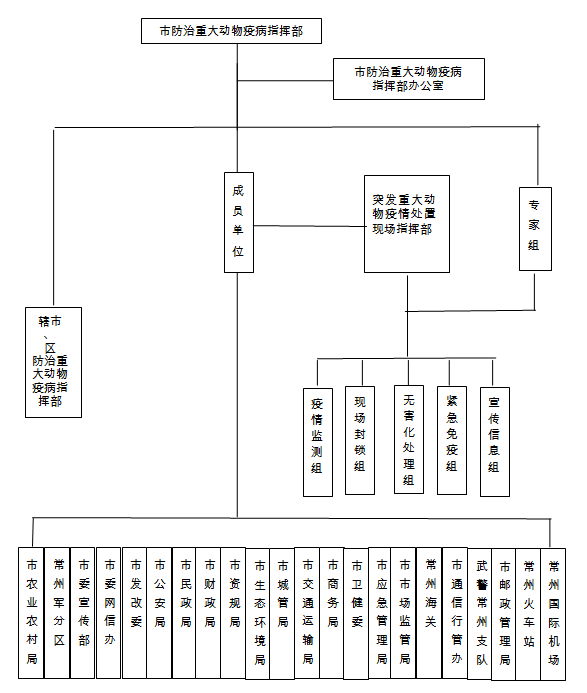 市防治重大动物疫病指挥部
市防治重大动物疫病
指挥部办公室
成员单位
突发重大动
物疫情处置
现场指挥部
专家组
辖市
、
区
防治重
大动物
疫病指
挥部
疫情监测组
现场封锁组
无害化处理组
紧急免疫组
宣传信息组
市农业农村局
常州军分区
市委宣传部
市委网信办
市发改委
市公安局
市民政局
市财政局
市资规局
市生态环境局
市城管局
市交通运输局
市商务局
市卫健委
市应急管理局
市市场监管局
常州海关
市通信行管办
武警常州支队
市邮政管理局
常州火车站
常州国际机场